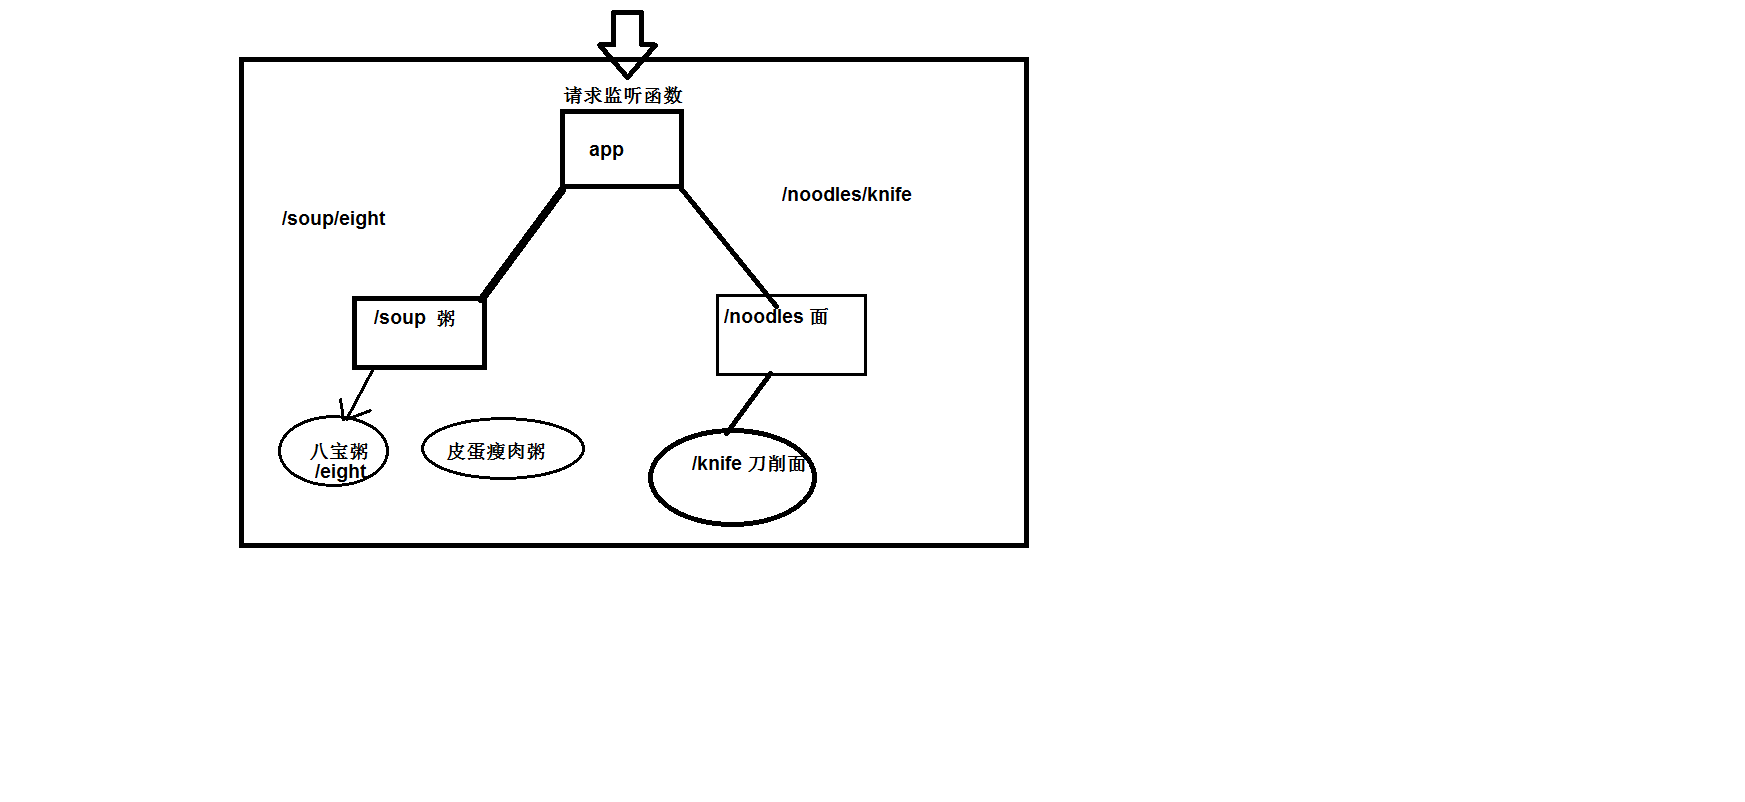 请求监听函数
app
/noodles/knife
/soup/eight
/soup 粥
/noodles 面
八宝粥
/eight
皮蛋瘦肉粥
/knife 刀削面